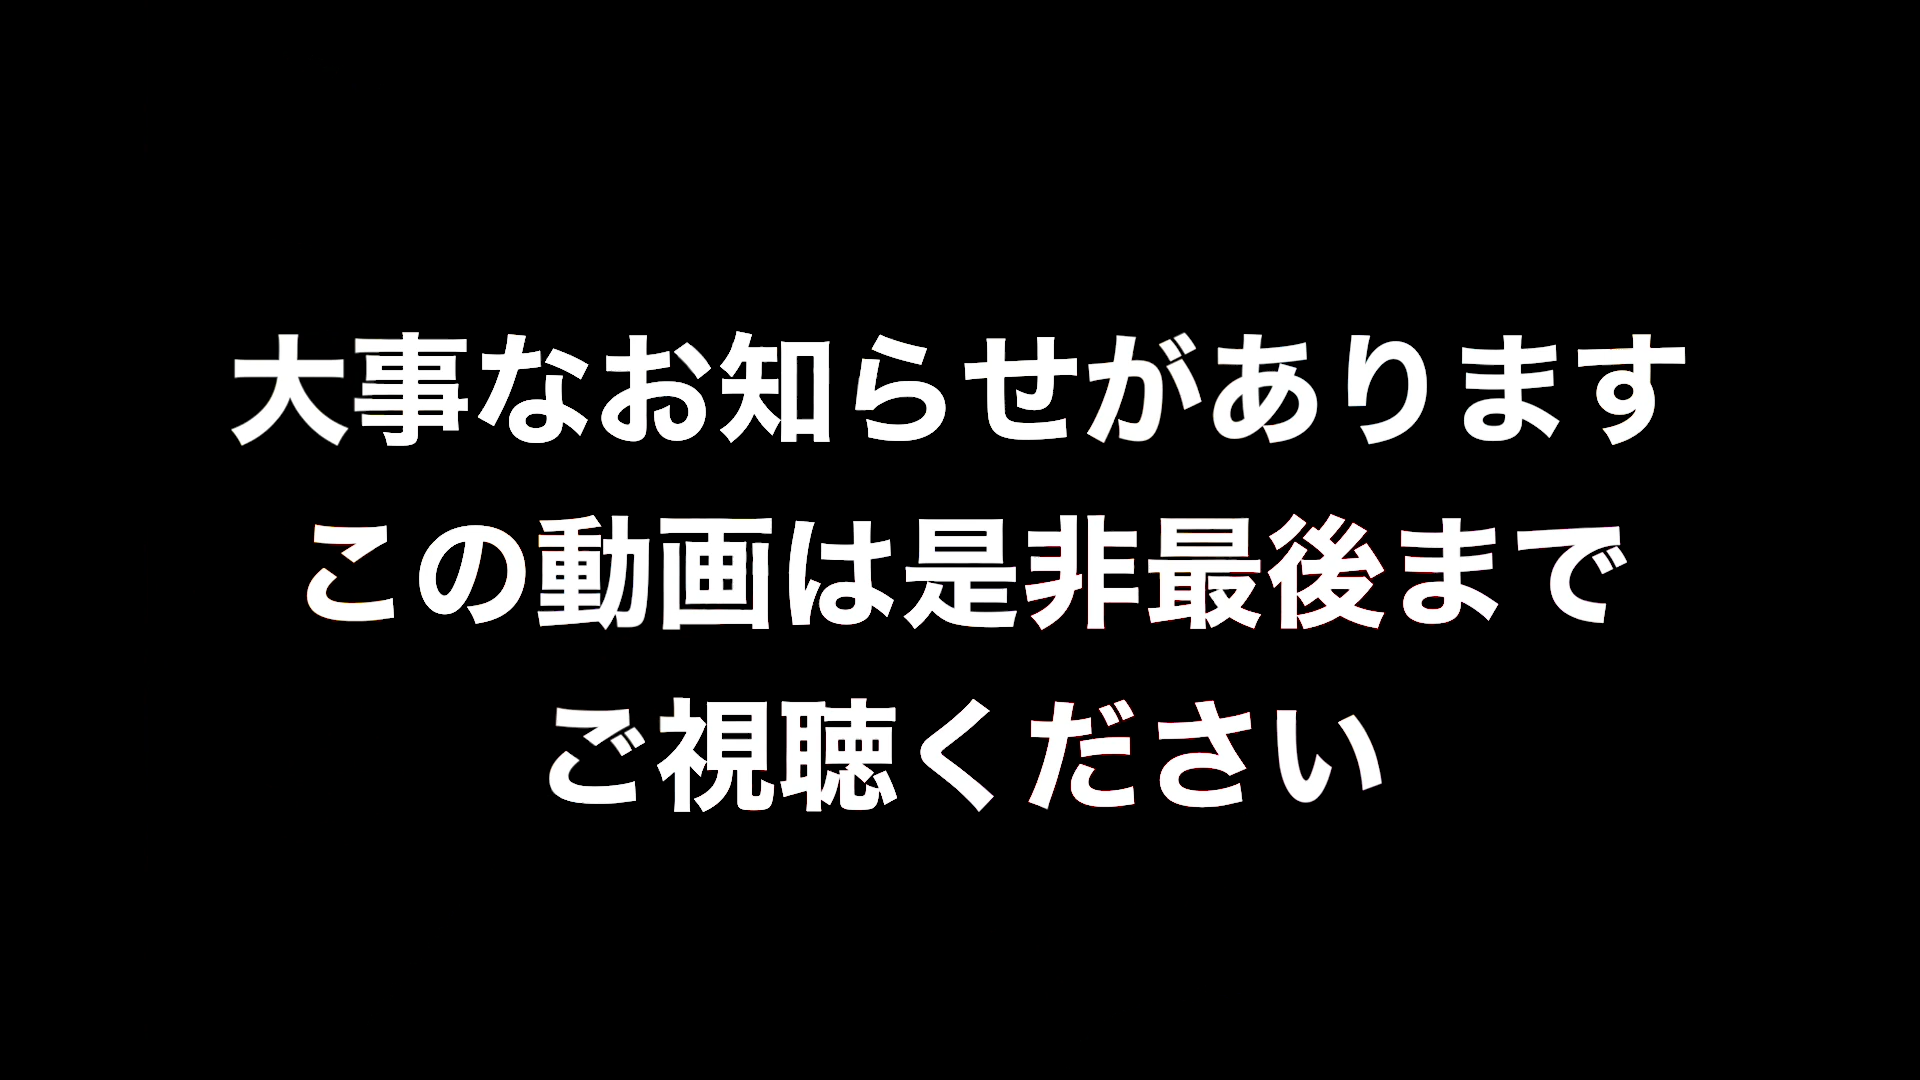 大事なお知らせがあります
この動画は是非最後まで
ご視聴ください